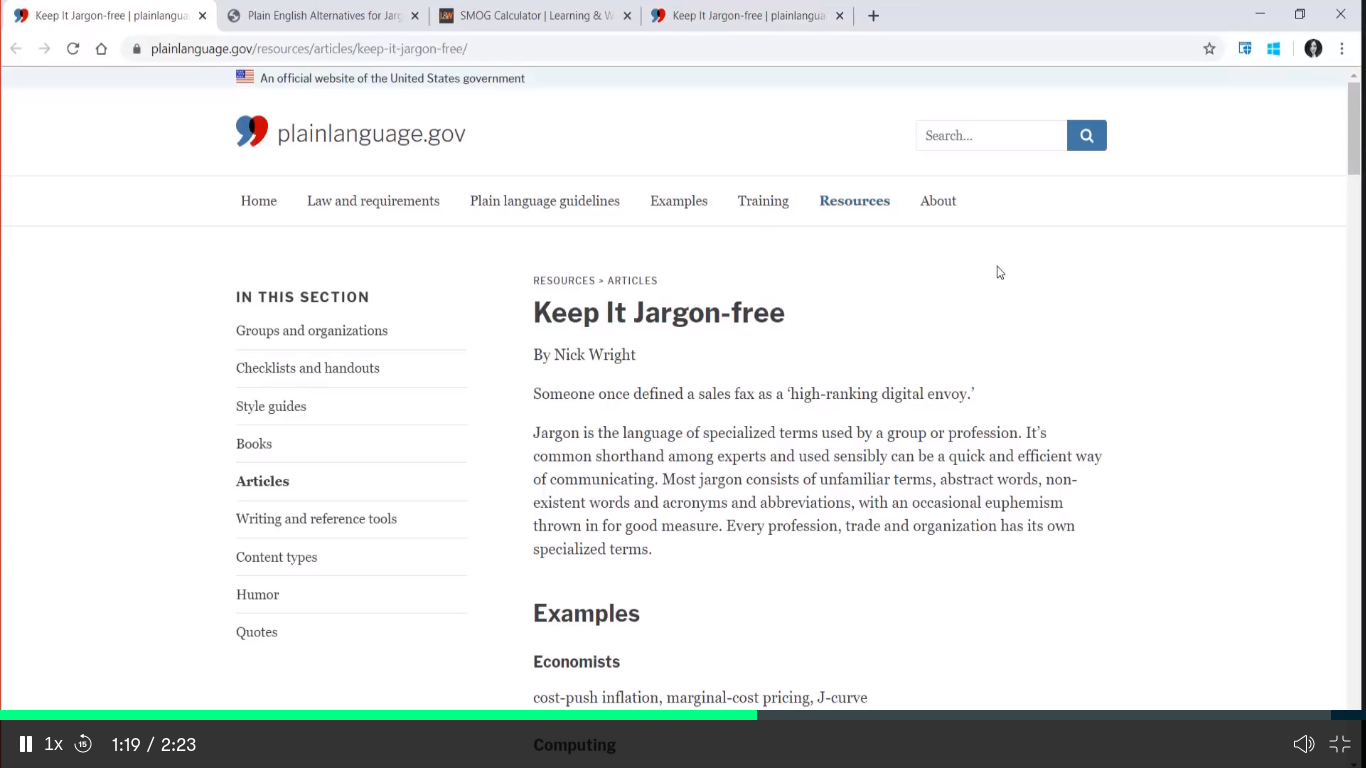 Keep It Jargon-free | plainlangua
Plain English Alternatives for Jarg
SMOG Calculator | Learning & W
Keep It Jargon-free | plainlangua
plainlanguage.gov/resources/articles/keep-it-jargon-free/
An official website of the United States government
plainlanguage.gov
Search...
Home
Law and requirements
Plain language guidelines
Examples
Training
Resources
About
IN THIS SECTION
Groups and organizations
Checklists and handouts
Style guides
Books
Articles
Writing and reference tools
Content types
Humor
Quotes
RESOURCES > ARTICLES
Keep It Jargon-free
By Nick Wright
Someone once defined a sales fax as a ‘high-ranking digital envoy.’
Jargon is the language of specialized terms used by a group or profession. It’s
common shorthand among experts and used sensibly can be a quick and efficient way
of communicating. Most jargon consists of unfamiliar terms, abstract words, non-
existent words and acronyms and abbreviations, with an occasional euphemism
thrown in for good measure. Every profession, trade and organization has its own
specialized terms.
Examples
Economists
cost-push inflation, marginal-cost pricing, J-curve
Computing
1x
15
1:19 / 2:23